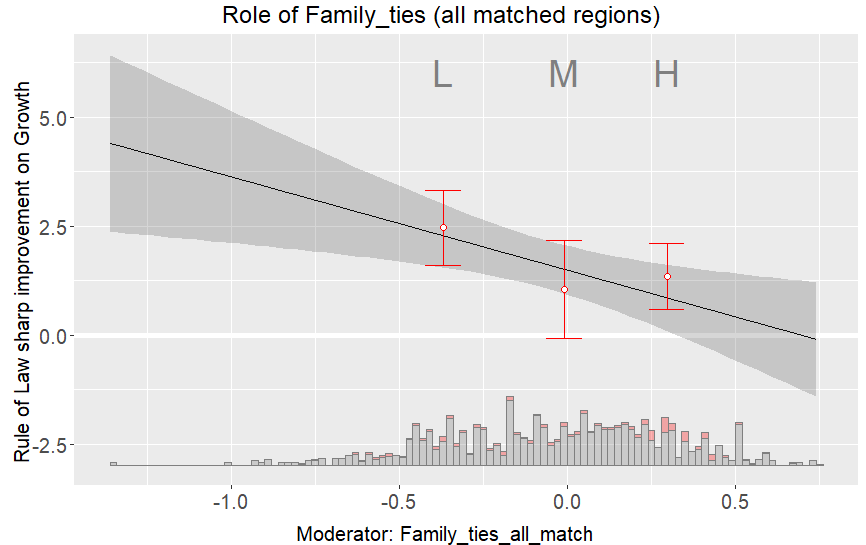 Role of Family_ties (all matched regions)
L M H
Rule of Law sharp improvement on Growth
5.0
2.5
0.0
-2.5
-1.0 -0.5 0.0 0.5
Moderator: Family_ties_all_match